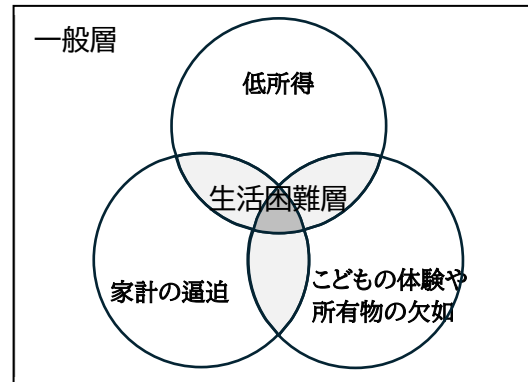 一般層
低所得
生活困難層
家計の逼迫
こどもの体験や
所有物の欠如